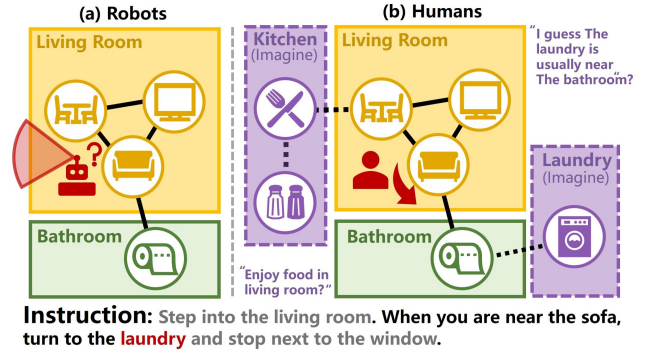 (a) Robots
Living Room
?
Bathroom
Kitchen
(Imagine)
"Enjoy food in
living room?"
(b) Humans
Living Room
Bathroom
"I guess The
laundry is
usually near
The bathroom"?
Laundry
(Imagine)
Instruction: Step into the living room. When you are near the sofa,
turn to the laundry and stop next to the window.